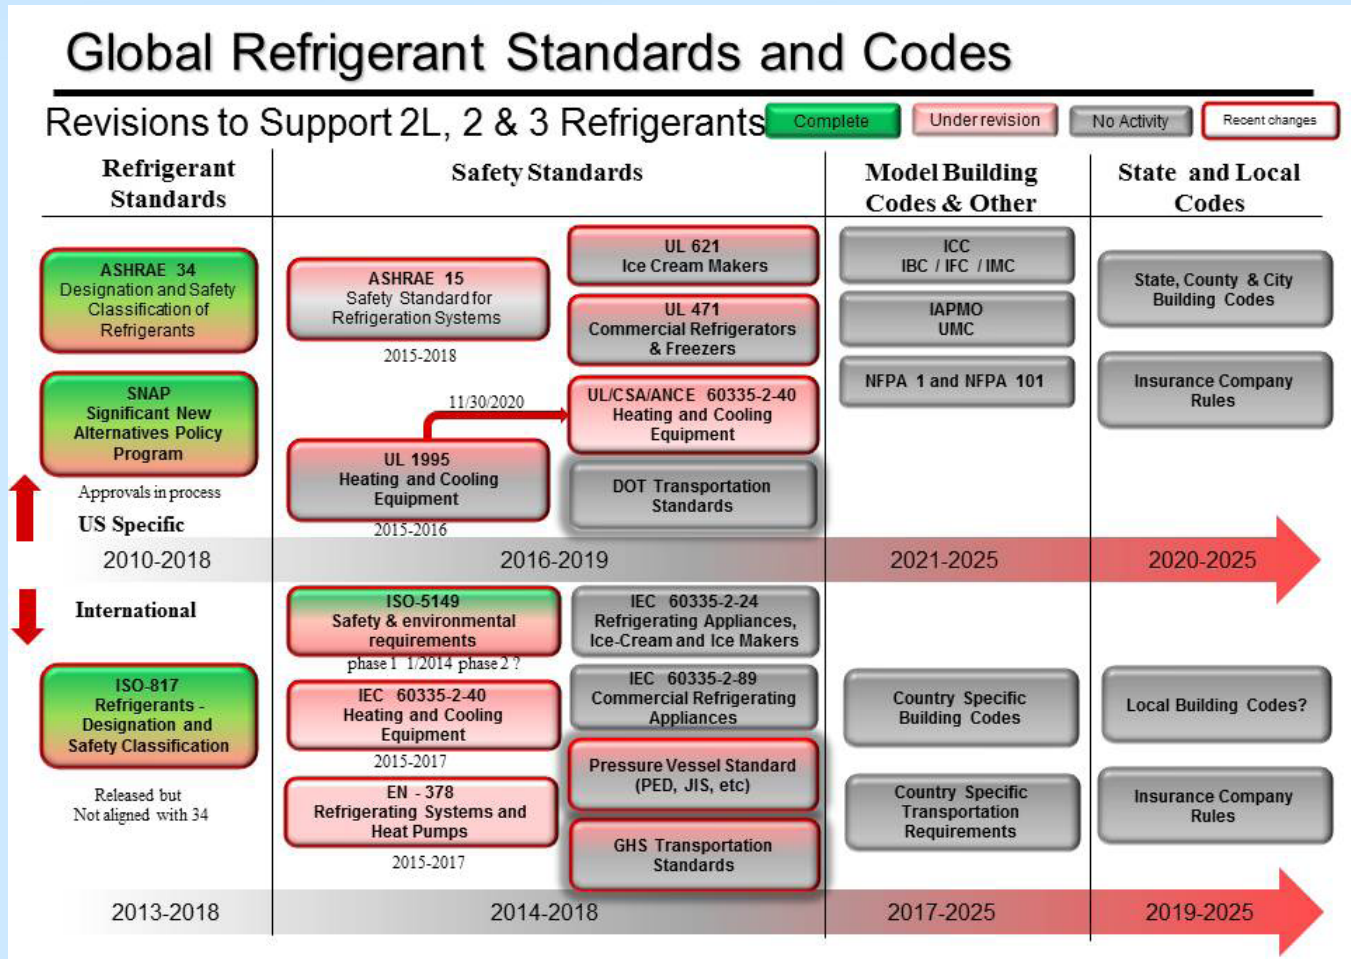 Global Refrigerant Standards and Codes
Revisions to Support 2L, 2 & 3 Refrigerants
Complete
Under revision
No Activity
Recent changes
Refrigerant
Standards
Safety Standards
Model Building
Codes & Other
State and Local
Codes
ASHRAE 34
Designation and Safety
Classification of
Refrigerants
SNAP
Significant New
Alternatives Policy
Program
Approvals in process
US Specific
ASHRAE 15
Safety Standard for
Refrigeration Systems
2015-2018
11/30/2020
UL 1995
Heating and Cooling
Equipment
2015-2016
UL 621
Ice Cream Makers
UL 471
Commercial Refrigerators
& Freezers
UL/CSA/ANCE 60335-2-40
Heating and Cooling
Equipment
DOT Transportation
Standards
ICC
IBC / IFC / IMC
IAPMO
UMC
NFPA 1 and NFPA 101
State, County & City
Building Codes
Insurance Company
Rules
2010-2018
2016-2019
2021-2025
2020-2025
International
ISO-817
Refrigerants -
Designation and
Safety Classification
Released but
Not aligned with 34
ISO-5149
Safety & environmental
requirements
phase 1 1/2014 phase 2 ?
IEC 60335-2-40
Heating and Cooling
Equipment
2015-2017
EN - 378
Refrigerating Systems and
Heat Pumps
2015-2017
IEC 60335-2-24
Refrigerating Appliances,
Ice-Cream and Ice Makers
IEC 60335-2-89
Commercial Refrigerating
Appliances
Pressure Vessel Standard
(PED, JIS, etc)
GHS Transportation
Standards
Country Specific
Building Codes
Country Specific
Transportation
Requirements
Local Building Codes?
Insurance Company
Rules
2013-2018
2014-2018
2017-2025
2019-2025